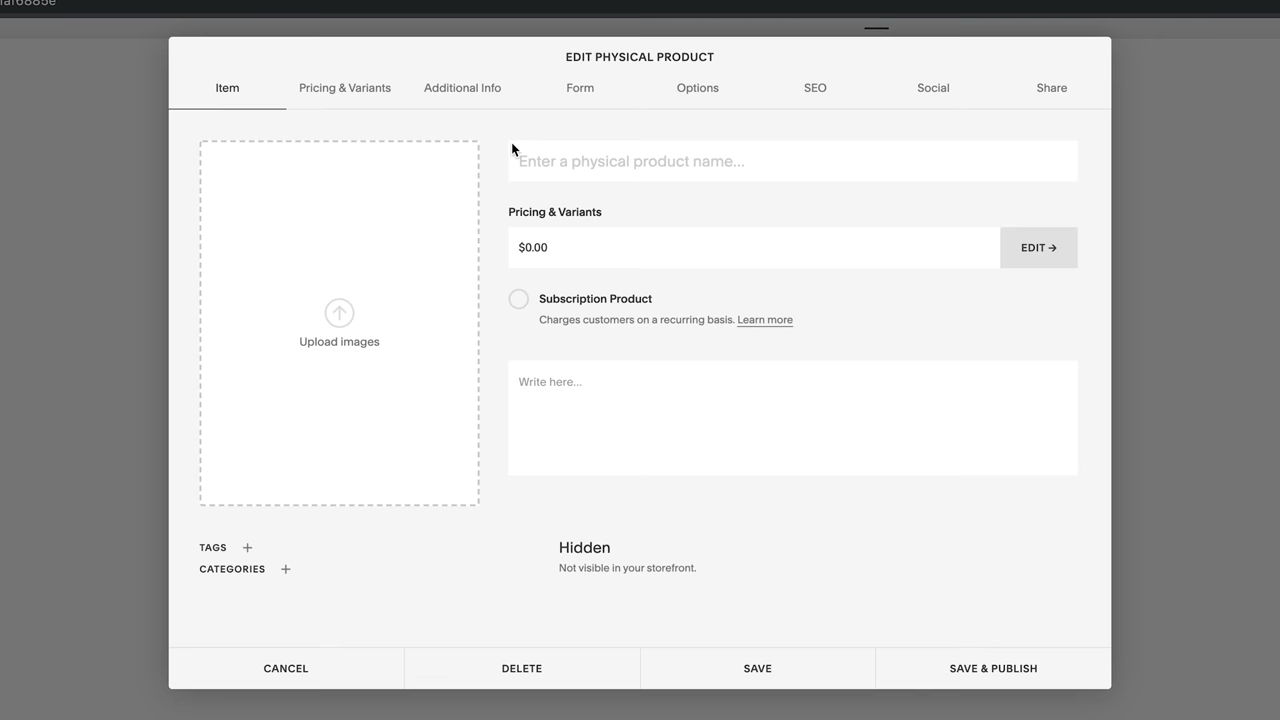 EDIT PHYSICAL PRODUCT
Item Pricing & Variants Additional Info Form Options SEO Social Share
Enter a physical product name...
Pricing & Variants
$0.00 EDIT →
Subscription Product
Charges customers on a recurring basis. Learn more
Upload images
Write here...
TAGS +
CATEGORIES +
Hidden
Not visible in your storefront.
CANCEL DELETE SAVE SAVE & PUBLISH